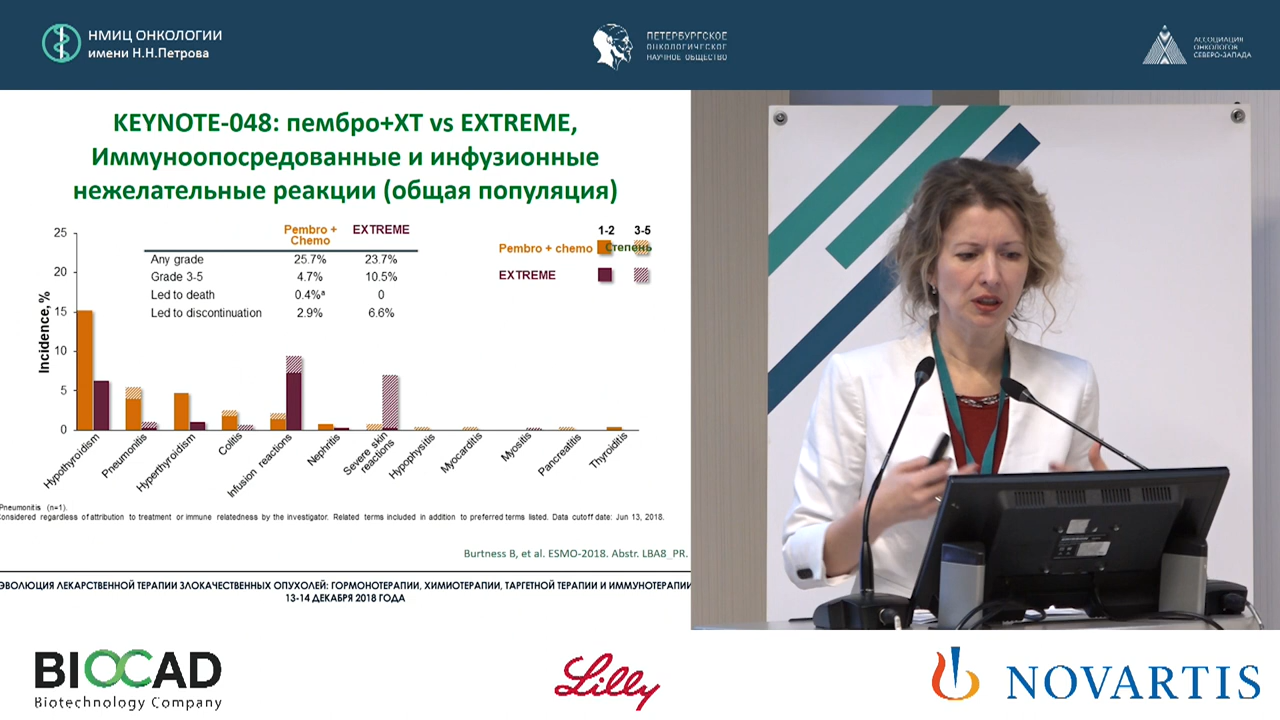 НМИЦ ОНКОЛОГИИ
имени Н.Н.Петрова
ПЕТЕРБУРГСКОЕ
ОНКОЛОГИЧЕСКОЕ
НАУЧНОЕ ОБЩЕСТВО
АССОЦИАЦИЯ
ОНКОЛОГОВ
СЕВЕРО-ЗАПАДА
KEYNOTE-048: пембро+ХТ vs EXTREME,
Иммуноопосредованные и инфузионные
нежелательные реакции (общая популяция)
Pembro + Chemo EXTREME
Any grade 25.7% 23.7%
Grade 3-5 4.7% 10.5%
Led to death 0.4%ª 0
Led to discontinuation 2.9% 6.6%
1-2 3-5
Степень
Pembro + chemo
EXTREME
Incidence, %
25
20
15
10
5
0
Hypothyroidism
Pneumonitis
Hyperthyroidism
Colitis
Infusion reactions
Nephritis
Severe skin
reactions
Hypophysitis
Myocarditis
Myositis
Pancreatitis
Thyroiditis
Pneumonitis (n=1).
onsidered regardless of attribution to treatment or immune relatedness by the investigator. Related terms included in addition to preferred terms listed. Data cutoff date: Jun 13, 2018.
Burtness B, et al. ESMO-2018. Abstr. LBA8_PR.
ЭВОЛЮЦИЯ ЛЕКАРСТВЕННОЙ ТЕРАПИИ ЗЛОКАЧЕСТВЕННЫХ ОПУХОЛЕЙ: ГОРМОНОТЕРАПИИ, ХИМИОТЕРАПИИ, ТАРГЕТНОЙ ТЕРАПИИ И ИММУНОТЕРАПИИ
13-14 ДЕКАБРЯ 2018 ГОДА
BIOCAD
Biotechnology Company
Lilly
NOVARTIS